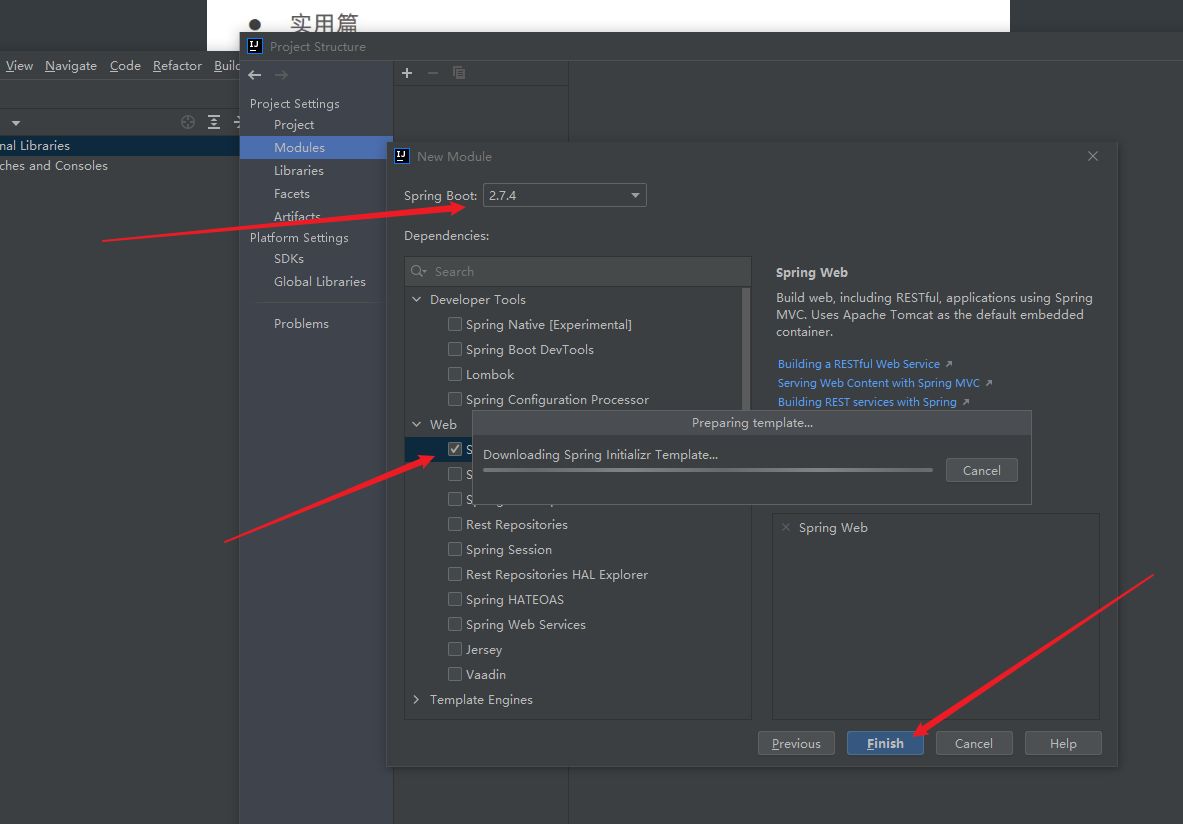 实用篇
Project Structure
View Navigate Code Refactor Build
Project Settings
Project
nal Libraries
Modules
ches and Consoles
Libraries
Facets
Artifacts
Platform Settings
SDKs
Global Libraries
Problems
New Module
Spring Boot: 2.7.4
Dependencies:
Search
Developer Tools
Spring Native [Experimental]
Spring Boot DevTools
Lombok
Spring Configuration Processor
Web
S
S
Rest Repositories
Spring Session
Rest Repositories HAL Explorer
Spring HATEOAS
Spring Web Services
Jersey
Vaadin
Template Engines
Spring Web
Build web, including RESTful, applications using Spring
MVC. Uses Apache Tomcat as the default embedded
container.
Building a RESTful Web Service
Serving Web Content with Spring MVC
Building REST services with Spring
Preparing template...
Downloading Spring Initializr Template...
Cancel
Spring Web
Previous Finish Cancel Help